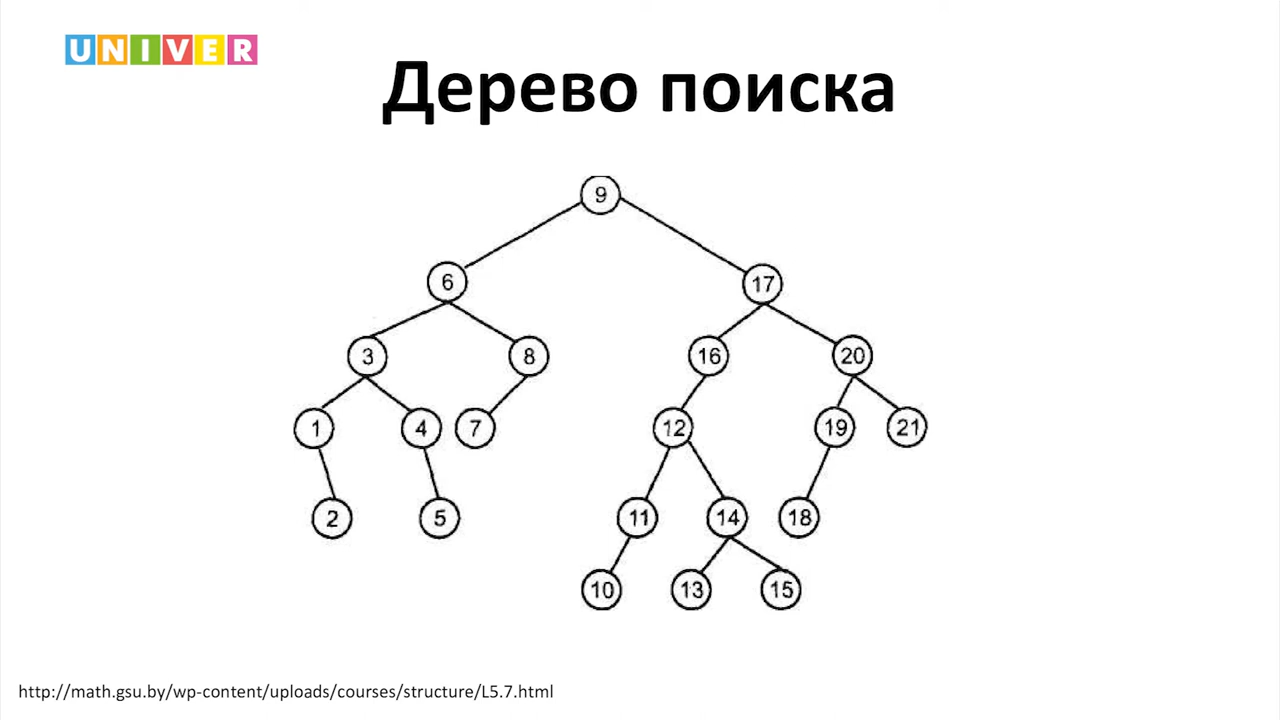 UNIVER
Дерево поиска
9
6 17
3 8 16 20
1 4 7 12 19 21
2 5 11 14 18
10 13 15
http://math.gsu.by/wp-content/uploads/courses/structure/L5.7.html